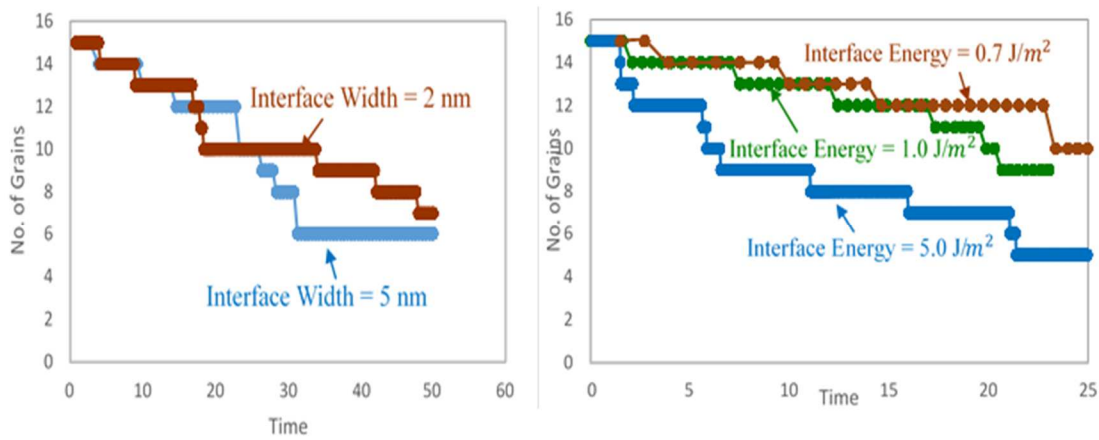 16
14
12
10
8
6
4
2
0
No. of Grains
0 10 20 30 40 50 60
Time
Interface Width = 2 nm
Interface Width = 5 nm
16
14
12
10
8
6
4
2
0
No. of Grains
0 5 10 15 20 25
Time
Interface Energy = 0.7 J/m²
Interface Energy = 1.0 J/m²
Interface Energy = 5.0 J/m²